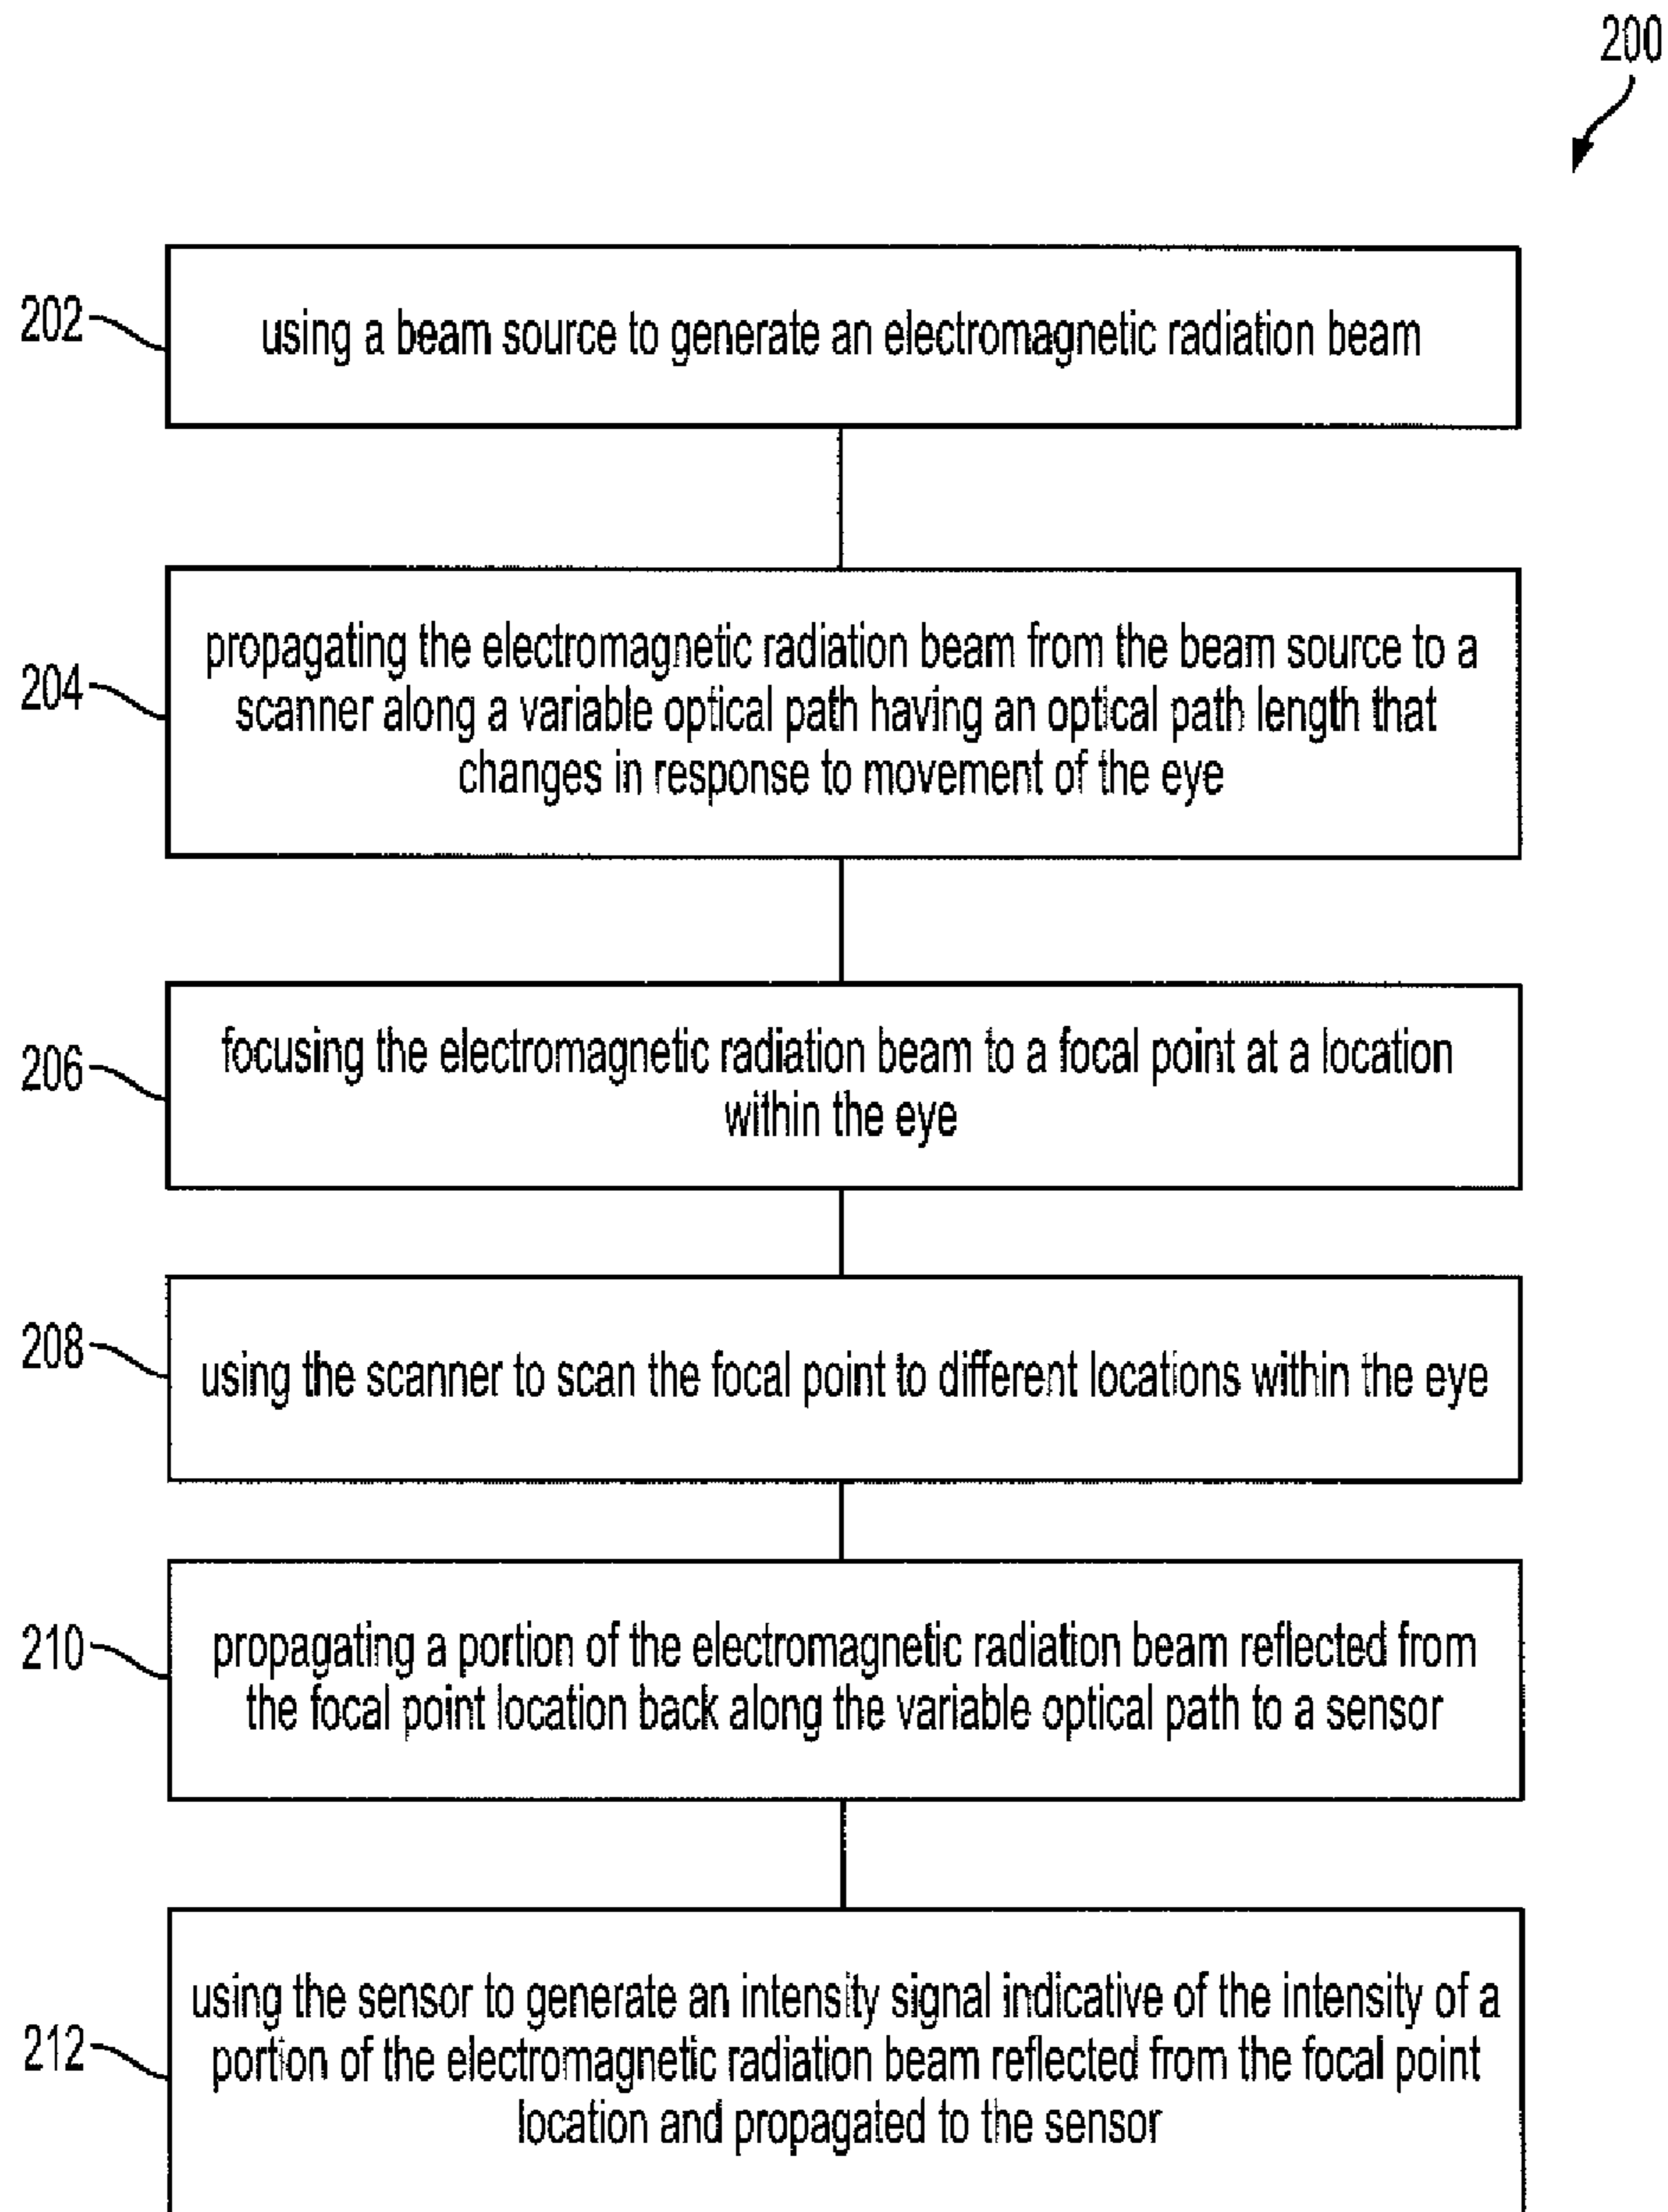 200
202
using a beam source to generate an electromagnetic radiation beam
204
propagating the electromagnetic radiation beam from the beam source to a
scanner along a variable optical path having an optical path length that
changes in response to movement of the eye
206
focusing the electromagnetic radiation beam to a focal point at a location
within the eye
208
using the scanner to scan the focal point to different locations within the eye
210
propagating a portion of the electromagnetic radiation beam reflected from
the focal point location back along the variable optical path to a sensor
212
using the sensor to generate an intensity signal indicative of the intensity of a
portion of the electromagnetic radiation beam reflected from the focal point
location and propagated to the sensor